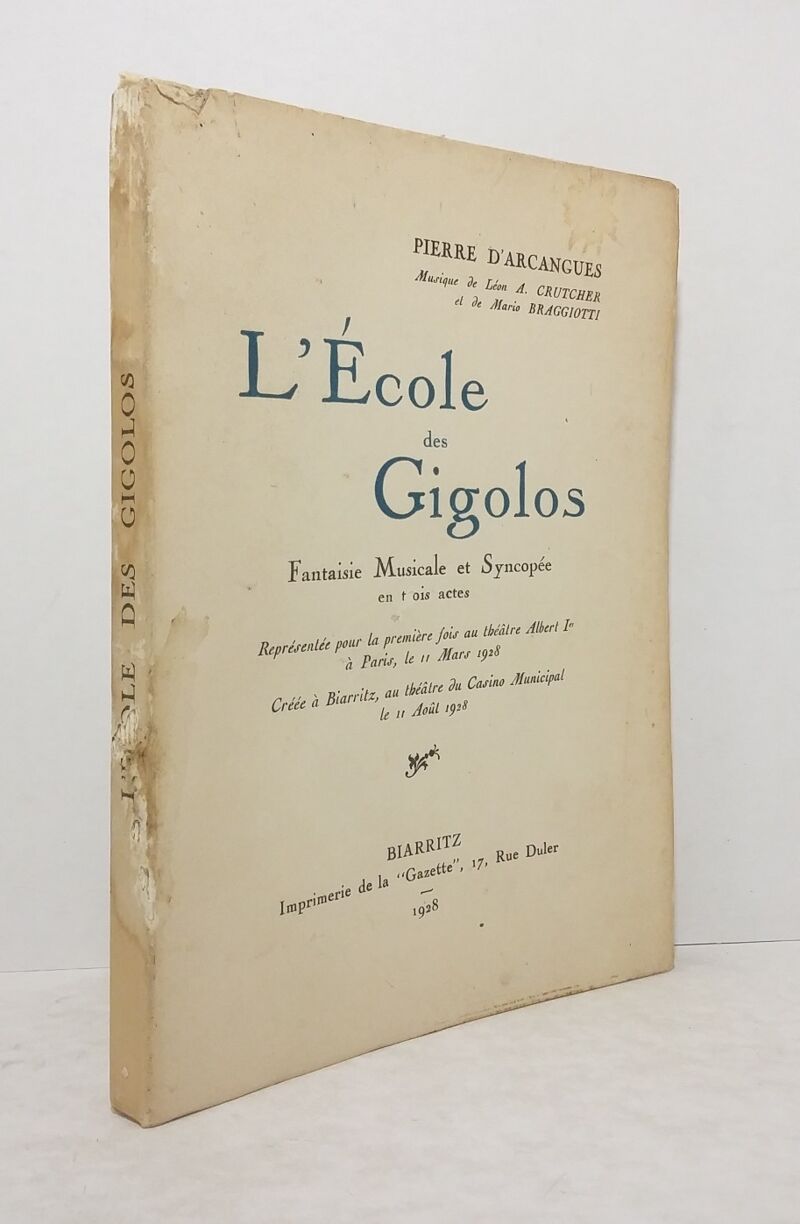 PIERRE D'ARCANGUES
Musique de Léon A. CRUTCHER
et de Mario BRAGGIOTTI
L'École
des
Gigolos
Fantaisie Musicale et Syncopée
en t ois actes
Représentée pour la première fois au théâtre Albert Ier
à Paris, le 11 Mars 1928
Créée à Biarritz, au théâtre du Casino Municipal
le 11 Août 1928
BIARRITZ
Imprimerie de la "Gazette", 17, Rue Duler
1928
DES GIGOLOS